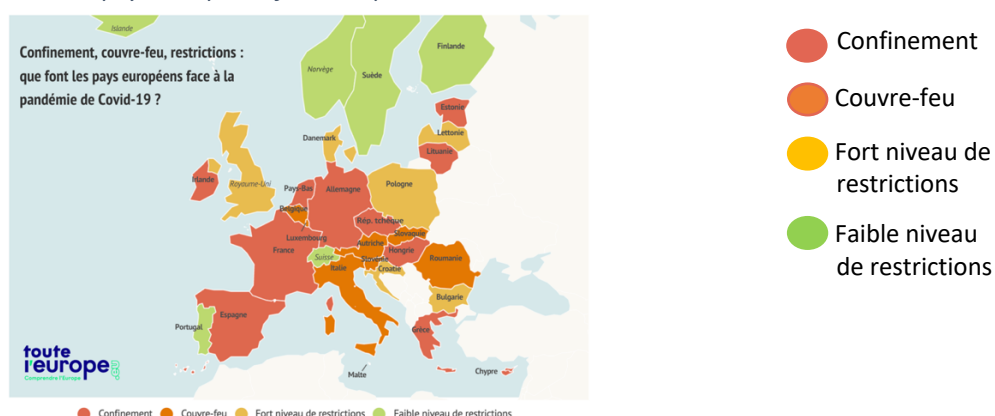 Islande
Confinement, couvre-feu, restrictions :
que font les pays européens face à la
pandémie de Covid-19 ?
Norvège
Suède
Finlande
Estonie
Lettonie
Lituanie
Danemark
Irlande
Royaume-Uni
Pays-Bas
Allemagne
Pologne
Belgique
Luxembourg
Rép. tchèque
Slovaquie
France
Autriche
Hongrie
Suisse
Slovénie
Roumanie
Italie
Croatie
Bulgarie
Portugal
Espagne
Grèce
Malte
Chypre
toute
l'europe
Comprendre l'Europe
Confinement
Couvre-feu
Fort niveau de restrictions
Faible niveau de restrictions
Confinement
Couvre-feu
Fort niveau de
restrictions
Faible niveau
de restrictions